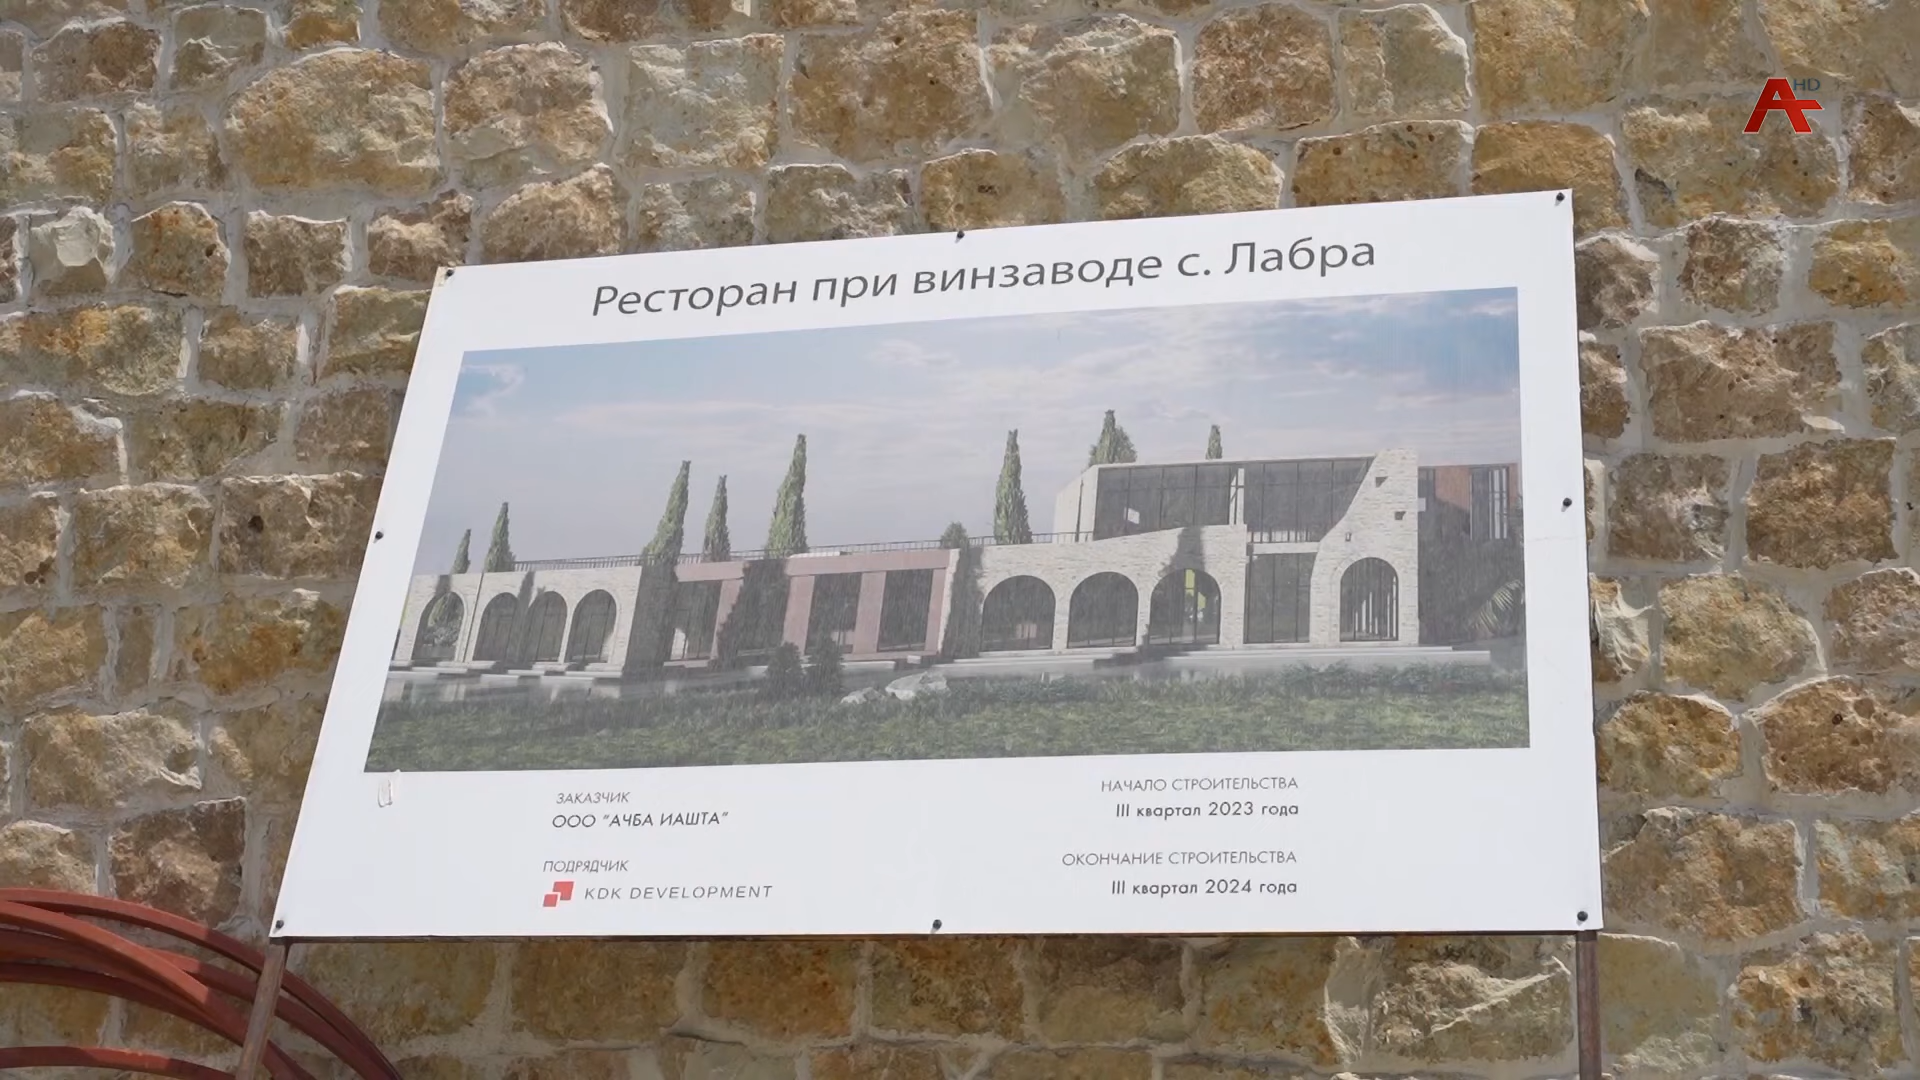 HD
Ресторан при винзаводе с. Лабра
ЗАКАЗЧИК
ООО "АЧБА ИАШТА"
ПОДРЯДЧИК
KDK DEVELOPMENT
НАЧАЛО СТРОИТЕЛЬСТВА
III квартал 2023 года
ОКОНЧАНИЕ СТРОИТЕЛЬСТВА
III квартал 2024 года